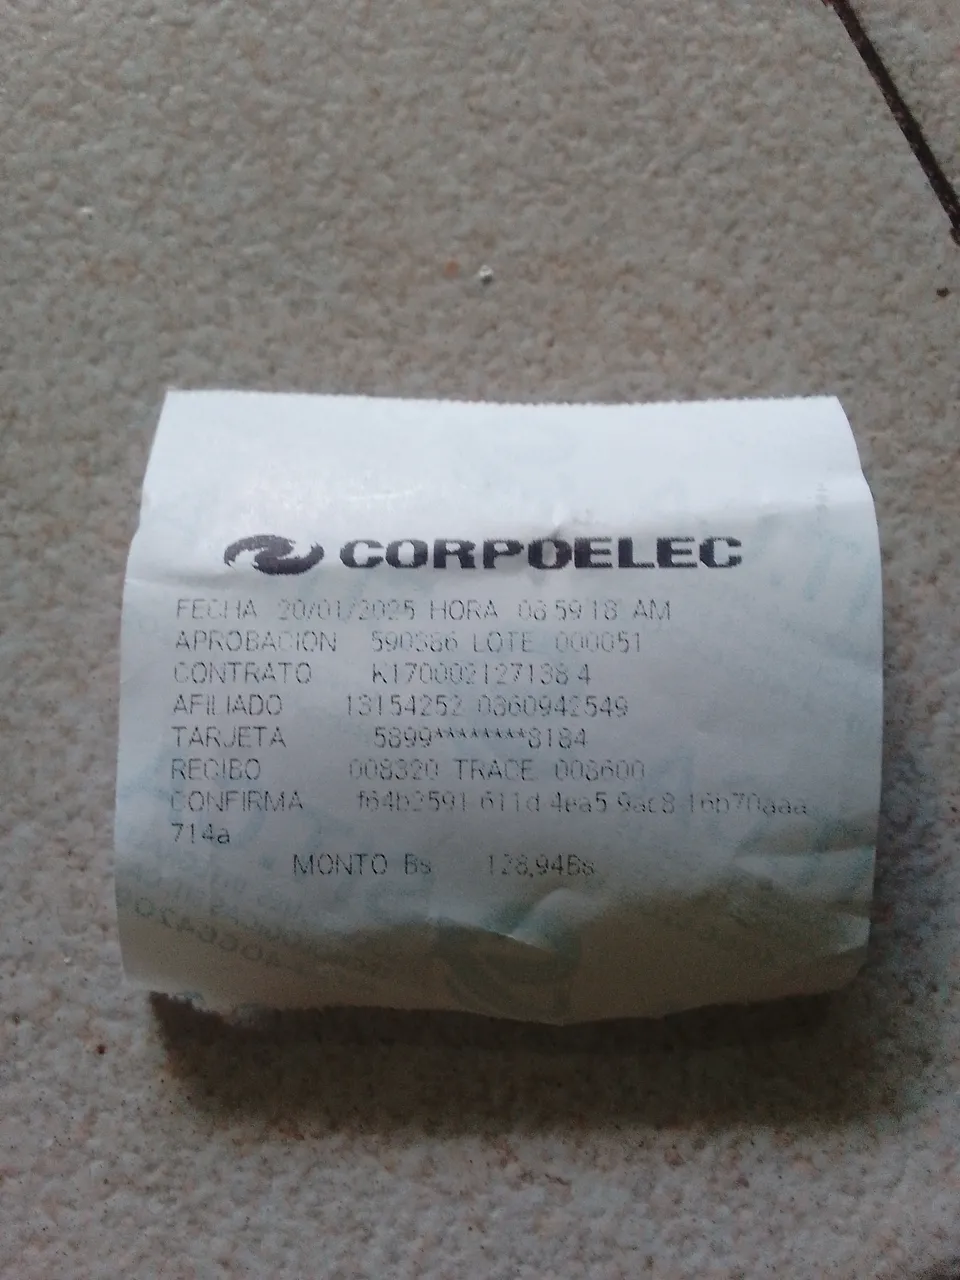 CORPOELEC
FECHA 20/01/2025 HORA 08 59 18 AM
APROBACION 590386 LOTE 000051
CONTRATO K170002127138 4
AFILIADO 13154252 0360942549
TARJETA 5899********8184
RECIBO 008320 TRACE 008600
CONFIRMA f64b2591 611d 4ea5 9ac8 16b70aaa
714a
MONTO Bs 128,94Bs